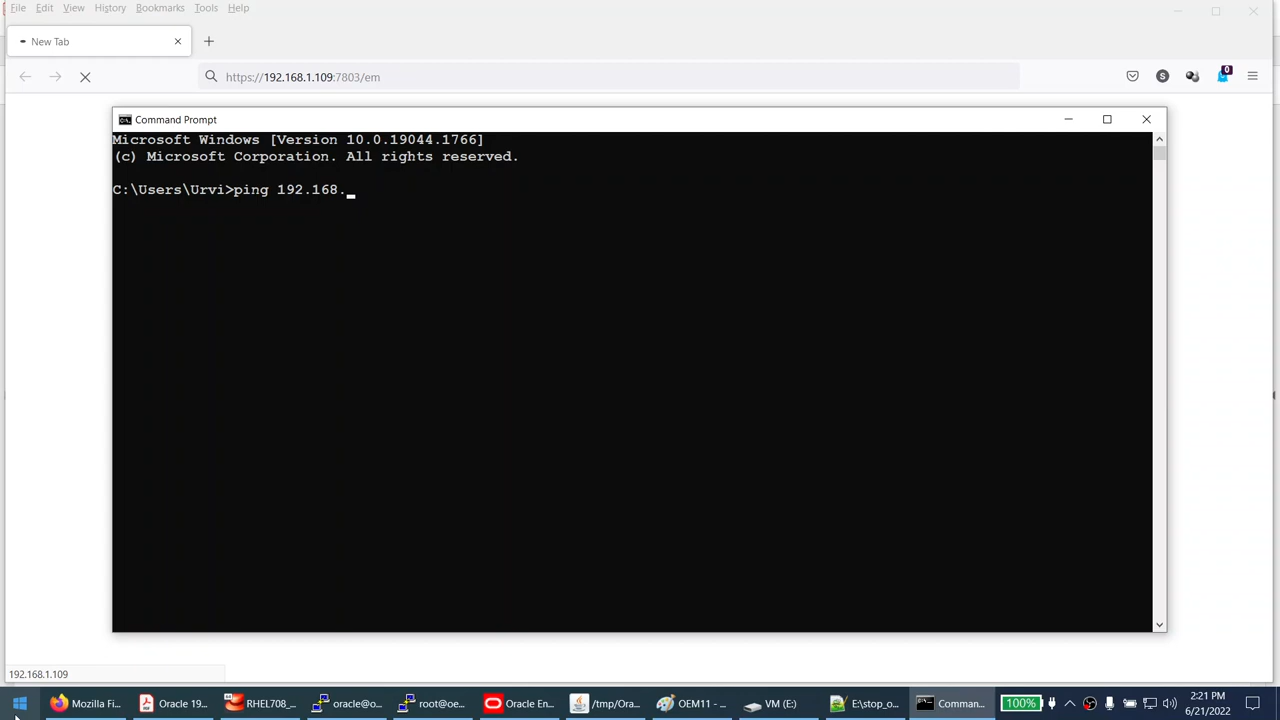 File Edit View History Bookmarks Tools Help
New Tab
https://192.168.1.109:7803/em
S
0
Command Prompt
Microsoft Windows [Version 10.0.19044.1766]
(c) Microsoft Corporation. All rights reserved.
C:\Users\Urvi>ping 192.168._
192.168.1.109
Mozilla Fi...
Oracle 19...
RHEL708_...
oracle@o...
root@oe...
Oracle En...
/tmp/Ora...
OEM11 - ...
VM (E:)
E:\stop_o...
Comman...
100%
2:21 PM
6/21/2022